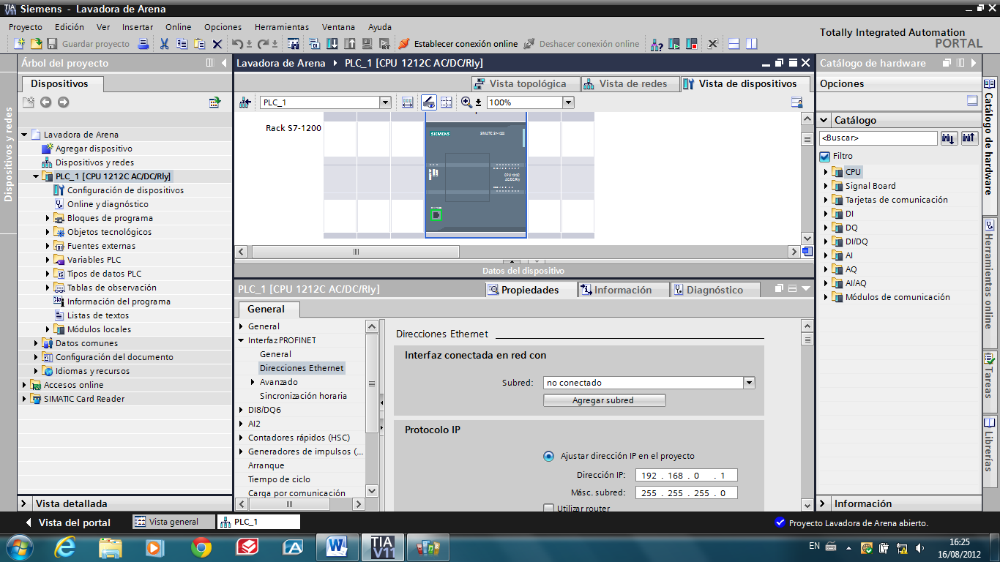 TIA V11 Siemens - Lavadora de Arena
Proyecto Edición Ver Insertar Online Opciones Herramientas Ventana Ayuda
Guardar proyecto Establecer conexión online Deshacer conexión online
Totally Integrated Automation
PORTAL
Árbol del proyecto
Dispositivos
Dispositivos y redes
Lavadora de Arena
Agregar dispositivo
Dispositivos y redes
PLC_1 [CPU 1212C AC/DC/Rly]
Configuración de dispositivos
Online y diagnóstico
Bloques de programa
Objetos tecnológicos
Fuentes externas
Variables PLC
Tipos de datos PLC
Tablas de observación
Información del programa
Listas de textos
Módulos locales
Datos comunes
Configuración del documento
Idiomas y recursos
Accesos online
SIMATIC Card Reader
Vista detallada
Lavadora de Arena PLC_1 [CPU 1212C AC/DC/Rly]
Vista topológica Vista de redes Vista de dispositivos
PLC_1 100%
Rack S7-1200
SIEMENS SIMATIC S7-1200
CPU 1212C
AC/DC/Rly
Datos del dispositivo
PLC_1 [CPU 1212C AC/DC/Rly]
Propiedades Información Diagnóstico
General
General
Interfaz PROFINET
General
Direcciones Ethernet
Avanzado
Sincronización horaria
DI8/DQ6
AI2
Contadores rápidos (HSC)
Generadores de impulsos (...
Arranque
Tiempo de ciclo
Carga por comunicación
Direcciones Ethernet
Interfaz conectada en red con
Subred: no conectado
Agregar subred
Protocolo IP
Ajustar dirección IP en el proyecto
Dirección IP: 192 . 168 . 0 . 1
Másc. subred: 255 . 255 . 255 . 0
Utilizar router
Catálogo de hardware
Opciones
Catálogo
<Buscar>
Filtro
CPU
Signal Board
Tarjetas de comunicación
DI
DQ
DI/DQ
AI
AQ
AI/AQ
Módulos de comunicación
Información
Catálogo de hardware
Herramientas online
Tareas
Librerías
Vista del portal Vista general PLC_1
Proyecto Lavadora de Arena abierto.
TIA V11
EN
16:25
16/08/2012